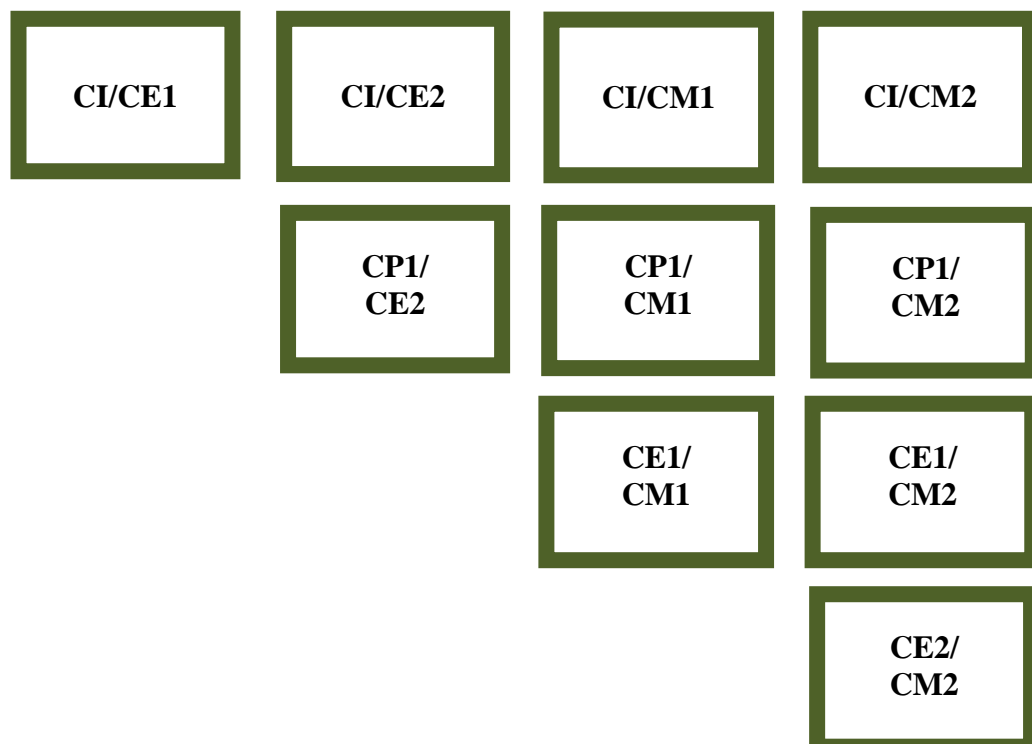 CI/CE1
CI/CE2
CI/CM1
CI/CM2
CP1/
CE2
CP1/
CM1
CP1/
CM2
CE1/
CM1
CE1/
CM2
CE2/
CM2